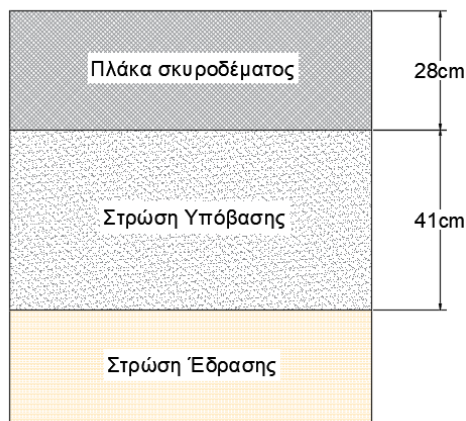 Πλάκα σκυροδέματος
28cm
Στρώση Υπόβασης
41cm
Στρώση Έδρασης